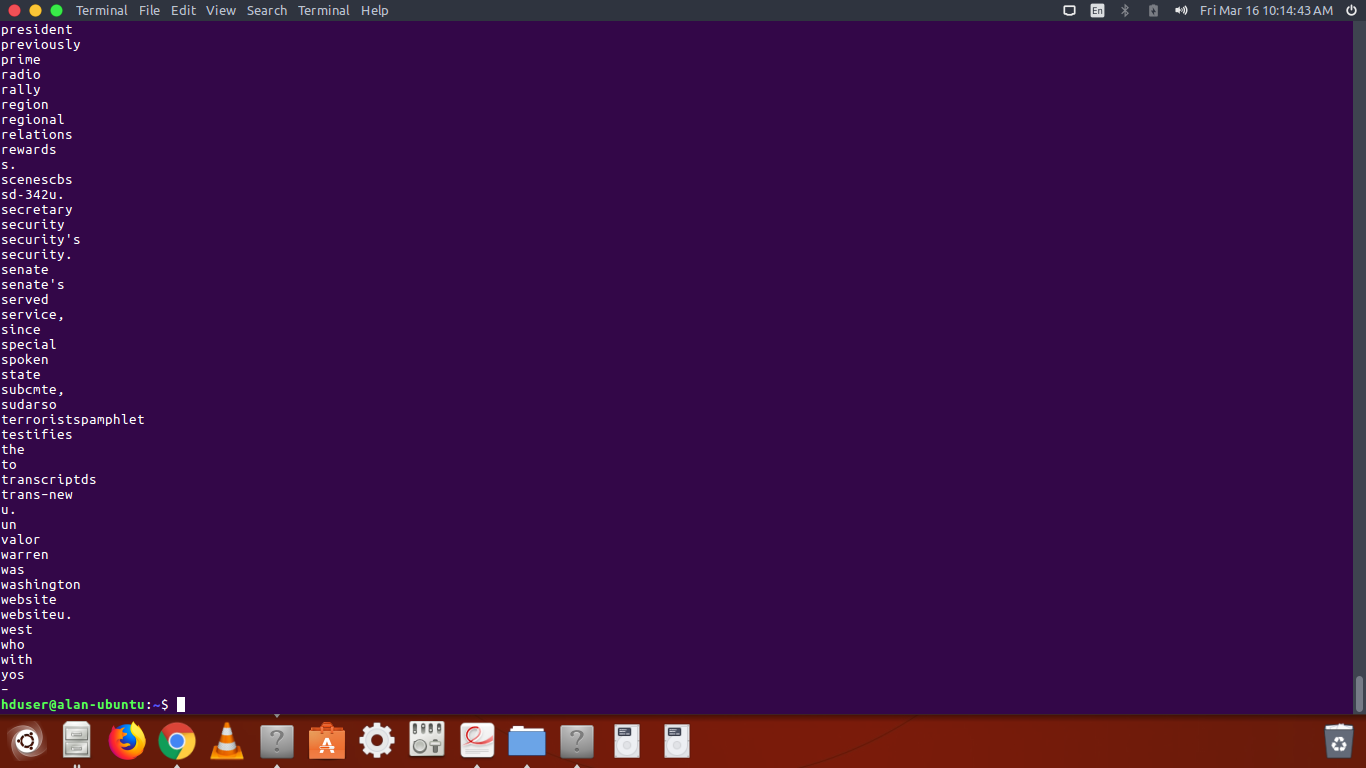 Terminal File Edit View Search Terminal Help En Fri Mar 16 10:14:43 AM
president
previously
prime
radio
rally
region
regional
relations
rewards
s.
scenescbs
sd-342u.
secretary
security
security's
security.
senate
senate's
served
service,
since
special
spoken
state
subcmte,
sudarso
terroristspamphlet
testifies
the
to
transcriptds
trans-new
u.
un
valor
warren
was
washington
website
websiteu.
west
who
with
yos
–
hduser@alan-ubuntu:~$